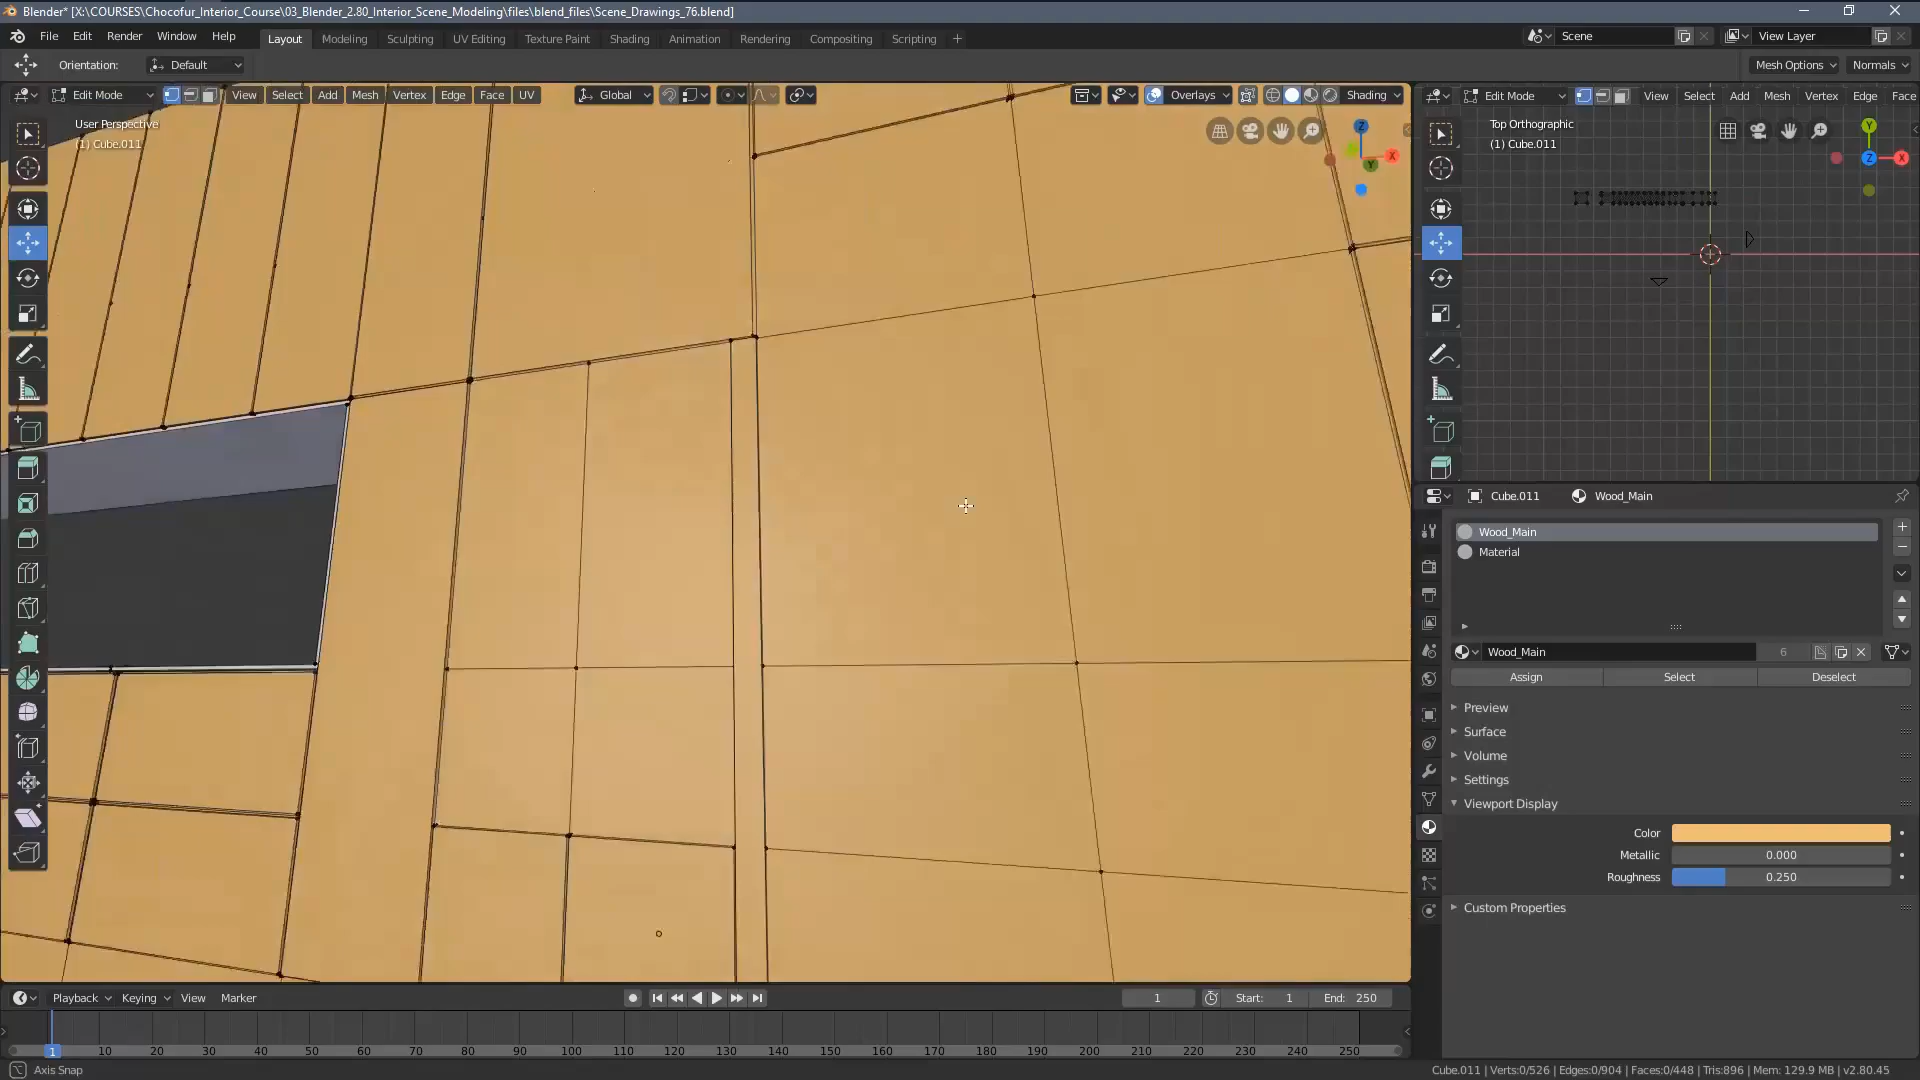 Blender* [X:\COURSES\Chocofur_Interior_Course\03_Blender_2.80_Interior_Scene_Modeling\files\blend_files\Scene_Drawings_76.blend]
File Edit Render Window Help Layout Modeling Sculpting UV Editing Texture Paint Shading Animation Rendering Compositing Scripting + Scene View Layer
Orientation: Default Mesh Options Normals
Edit Mode View Select Add Mesh Vertex Edge Face UV Global Overlays Shading Edit Mode View Select Add Mesh Vertex Edge Face
User Perspective
(1) Cube.011
Z
X
Y
Top Orthographic
(1) Cube.011
Y
Z
X
Cube.011 Wood_Main
Wood_Main
Material
Wood_Main 6
Assign Select Deselect
Preview
Surface
Volume
Settings
Viewport Display
Color
Metallic 0.000
Roughness 0.250
Custom Properties
Playback Keying View Marker 1 Start: 1 End: 250
1 10 20 30 40 50 60 70 80 90 100 110 120 130 140 150 160 170 180 190 200 210 220 230 240 250
Axis Snap Cube.011 | Verts:0/526 | Edges:0/904 | Faces:0/448 | Tris:896 | Mem: 129.9 MB | v2.80.45